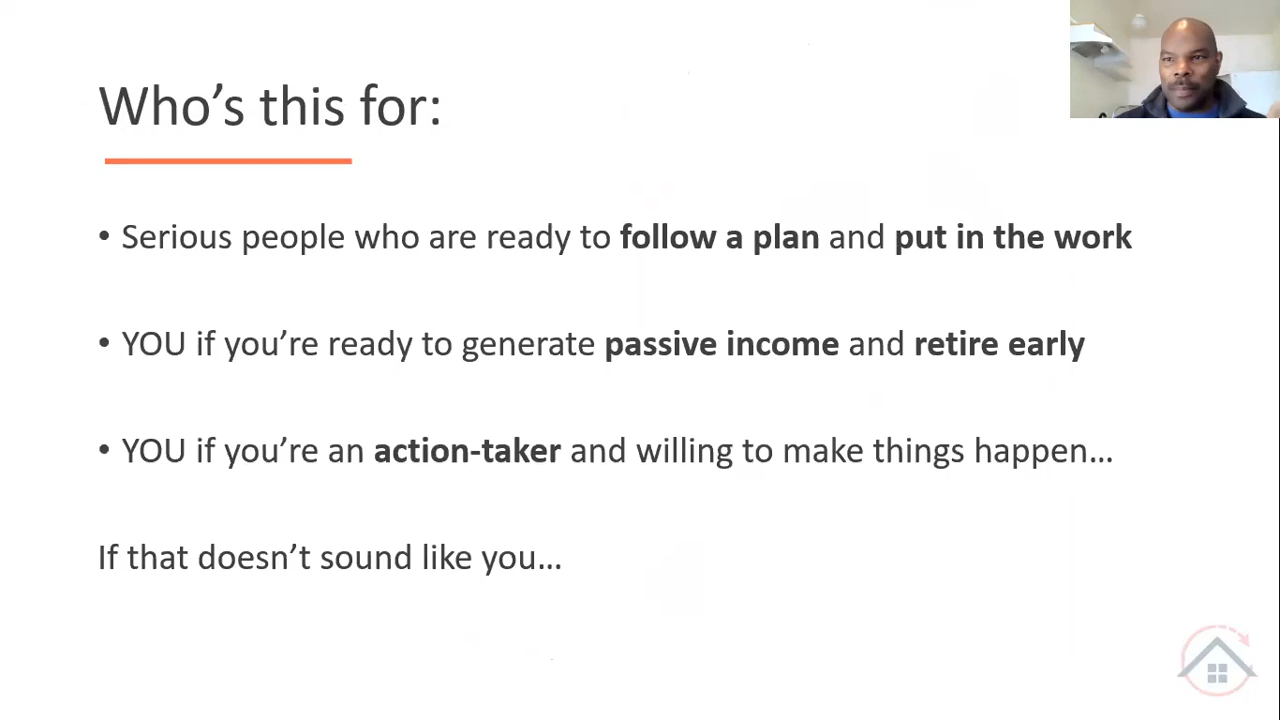 Who’s this for:
• Serious people who are ready to follow a plan and put in the work
• YOU if you’re ready to generate passive income and retire early
• YOU if you’re an action-taker and willing to make things happen…
If that doesn’t sound like you…